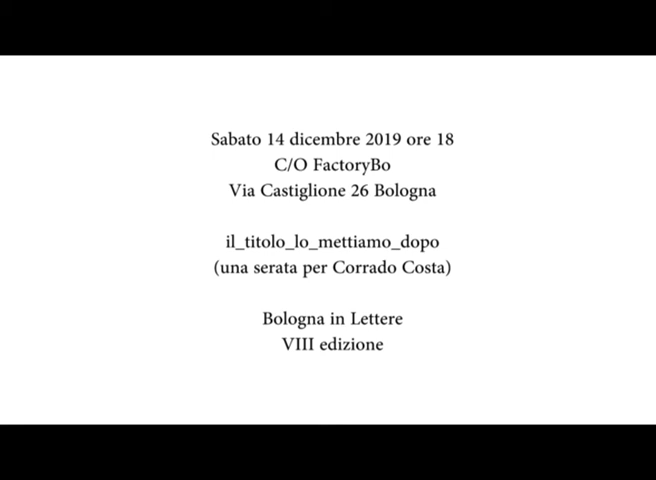 Sabato 14 dicembre 2019 ore 18
C/O FactoryBo
Via Castiglione 26 Bologna
il_titolo_lo_mettiamo_dopo
(una serata per Corrado Costa)
Bologna in Lettere
VIII edizione